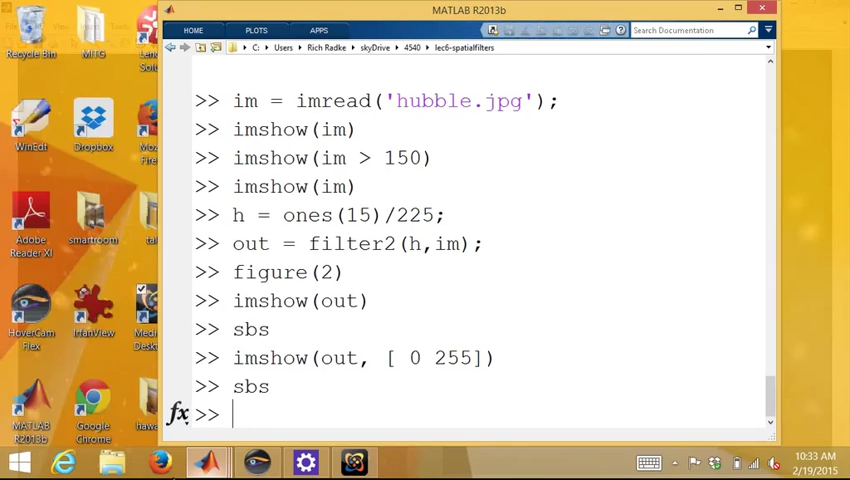 MATLAB R2013b
HOME PLOTS APPS
Search Documentation
C: Users Rich Radke skyDrive 4540 lec6-spatialfilters
>> im = imread('hubble.jpg');
>> imshow(im)
>> imshow(im > 150)
>> imshow(im)
>> h = ones(15)/225;
>> out = filter2(h,im);
>> figure(2)
>> imshow(out)
>> sbs
>> imshow(out, [ 0 255])
>> sbs
fx >>
Recycle Bin
MITG
WinEdt
Dropbox
Adobe
Reader XI
smartroom
HoverCam
Flex
IrfanView
MATLAB
R2013b
Google
Chrome
10:33 AM
2/19/2015